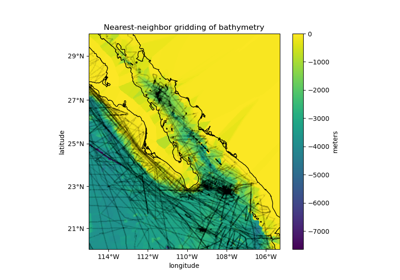 Nearest-neighbor gridding of bathymetry
29°N
27°N
25°N
23°N
21°N
latitude
114°W 112°W 110°W 108°W 106°W
longitude
0
−1000
−2000
−3000
−4000
−5000
−6000
−7000
meters